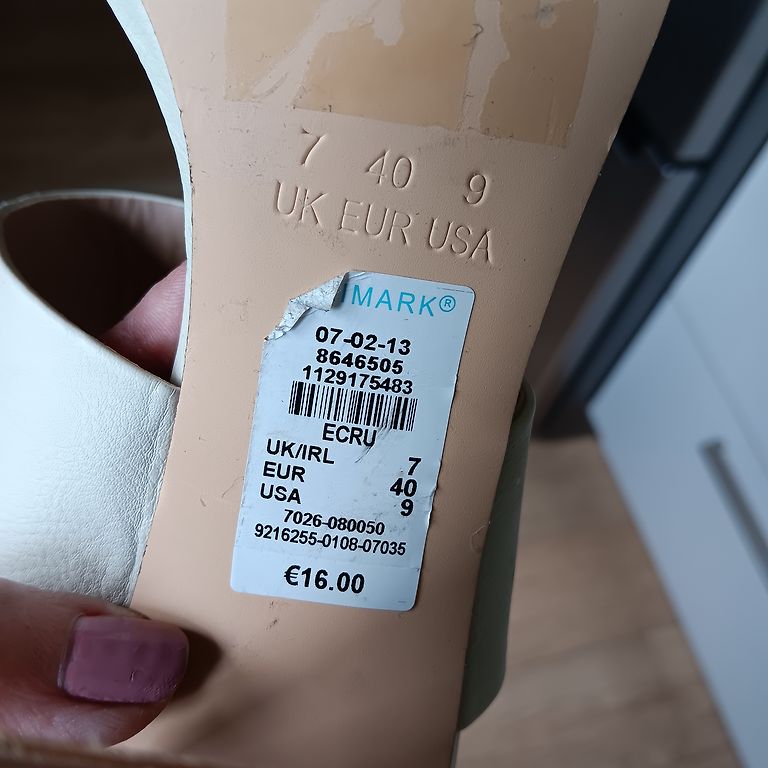 7 40 9
UK EUR USA
IMARK®
07-02-13
8646505
1129175483
ECRU
UK/IRL 7
EUR 40
USA 9
7026-080050
9216255-0108-07035
€16.00